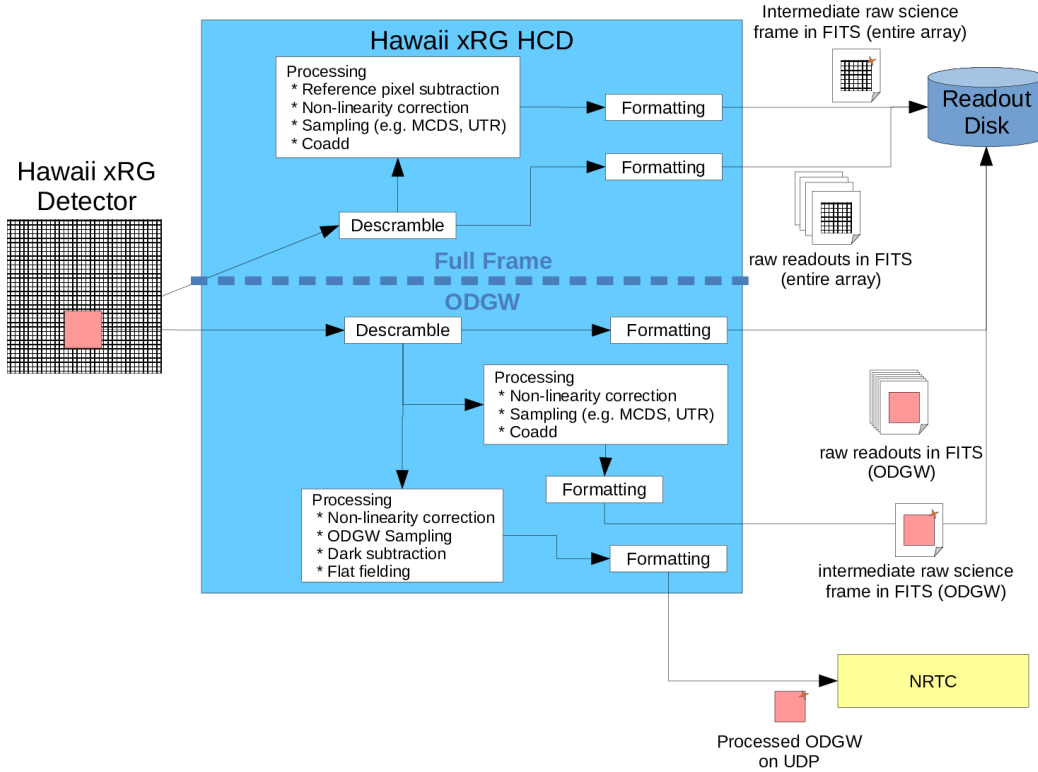 Intermediate raw science
frame in FITS (entire array)
Hawaii xRG HCD
Processing
* Reference pixel subtraction
* Non-linearity correction
* Sampling (e.g. MCDS, UTR)
* Coadd
Formatting
Readout
Disk
Formatting
Hawaii xRG
Detector
Descramble
raw readouts in FITS
(entire array)
Full Frame
ODGW
Descramble
Formatting
Processing
* Non-linearity correction
* Sampling (e.g. MCDS, UTR)
* Coadd
raw readouts in FITS
(ODGW)
Formatting
Processing
* Non-linearity correction
* ODGW Sampling
* Dark subtraction
* Flat fielding
Formatting
intermediate raw science
frame in FITS (ODGW)
NRTC
Processed ODGW
on UDP